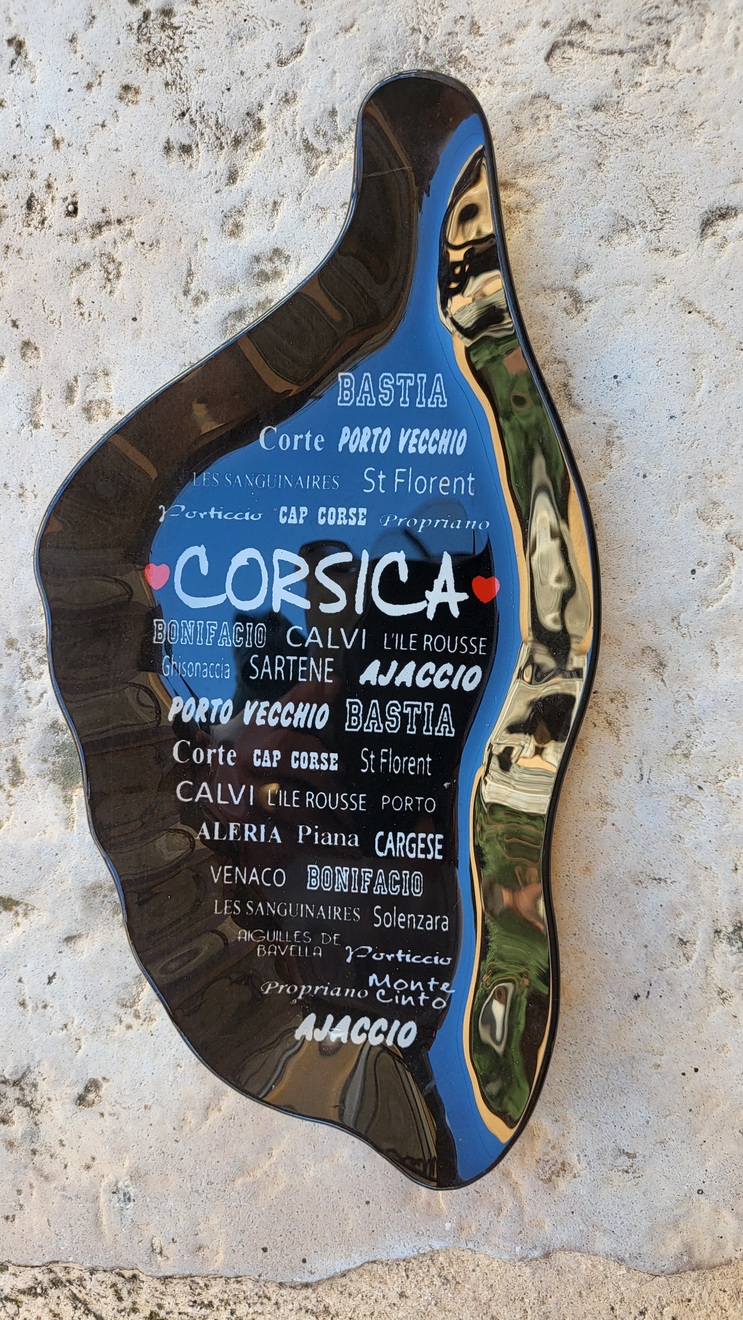 BASTIA
Corte PORTO VECCHIO
LES SANGUINAIRES St Florent
Porticcio CAP CORSE Propriano
CORSICA
BONIFACIO CALVI L'ILE ROUSSE
Ghisonaccia SARTENE AJACCIO
PORTO VECCHIO BASTIA
Corte CAP CORSE St Florent
CALVI L'ILE ROUSSE PORTO
ALERIA Piana CARGESE
VENACO BONIFACIO
LES SANGUINAIRES Solenzara
AIGUILLES DE
BAVELLA Porticcio
Propriano Monte
Cinto
AJACCIO